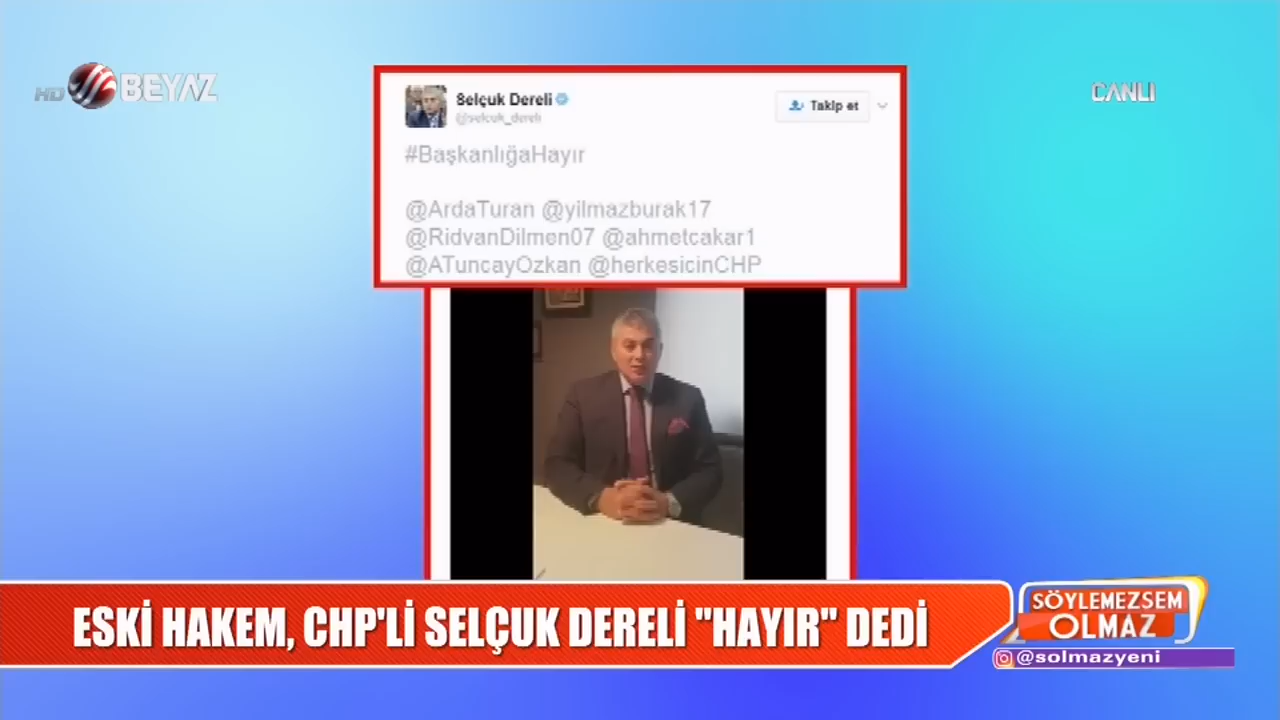 HD BEYAZ
CANLI
Selçuk Dereli
@selcuk_dereli
Takip et
#BaşkanlığaHayır
@ArdaTuran @yilmazburak17
@RidvanDilmen07 @ahmetcakar1
@ATuncayOzkan @herkesicinCHP
ESKİ HAKEM, CHP'Lİ SELÇUK DERELİ "HAYIR" DEDİ
SÖYLEMEZSEM
OLMAZ
@solmazyeni